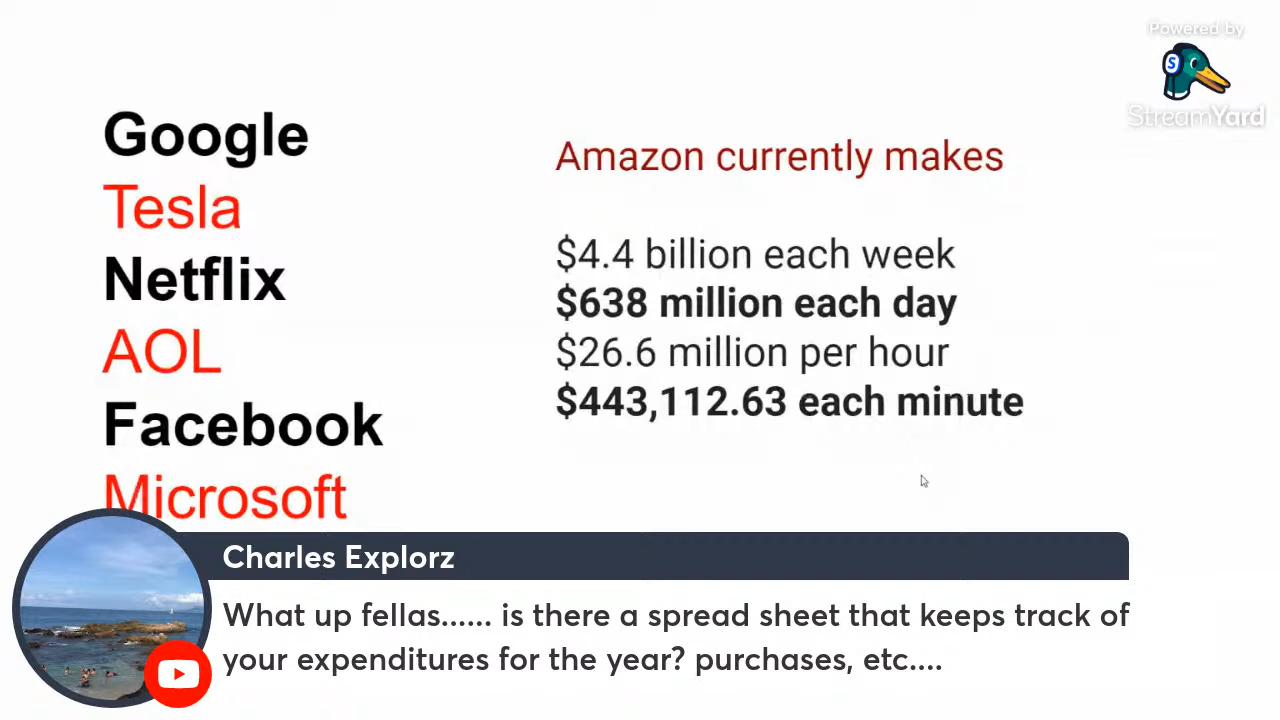 Powered by
StreamYard
Google
Tesla
Netflix
AOL
Facebook
Microsoft
Amazon currently makes
$4.4 billion each week
$638 million each day
$26.6 million per hour
$443,112.63 each minute
Charles Explorz
What up fellas...... is there a spread sheet that keeps track of
your expenditures for the year? purchases, etc....